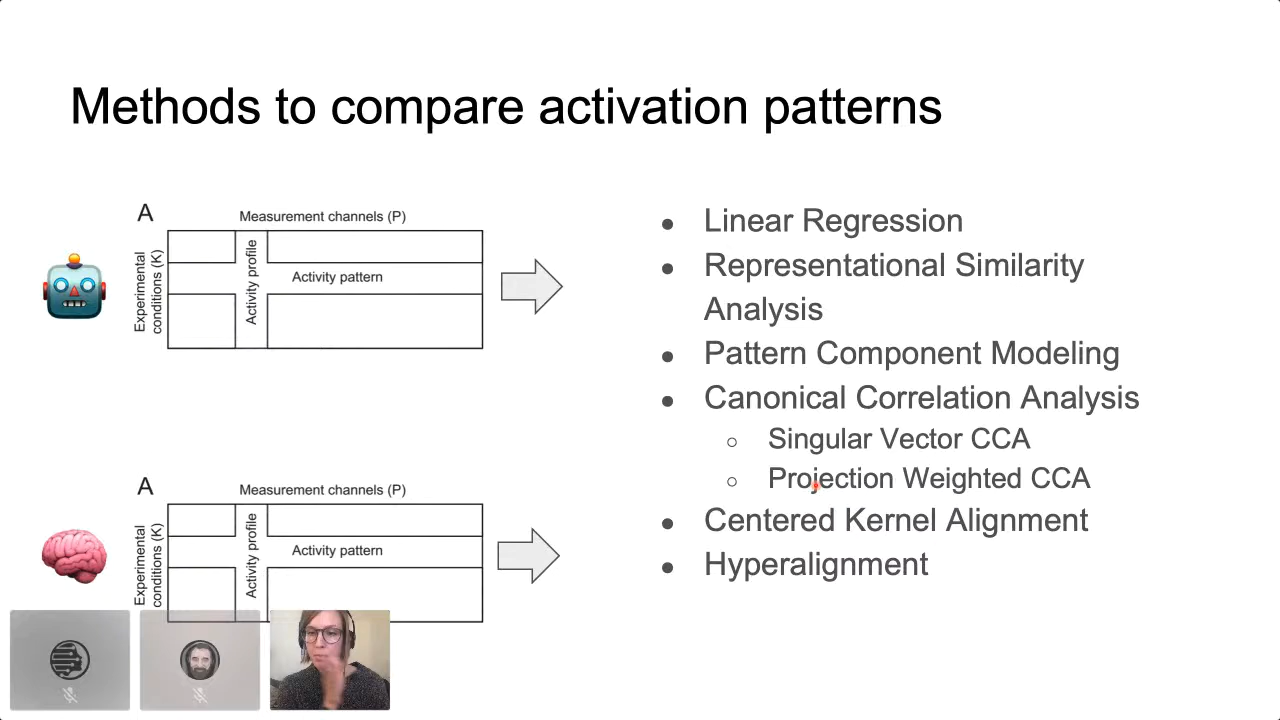 Methods to compare activation patterns
A
Measurement channels (P)
Experimental
conditions (K)
Activity profile
Activity pattern
A
Measurement channels (P)
Experimental
conditions (K)
Activity profile
Activity pattern
● Linear Regression
● Representational Similarity
Analysis
● Pattern Component Modeling
● Canonical Correlation Analysis
○ Singular Vector CCA
○ Projection Weighted CCA
● Centered Kernel Alignment
● Hyperalignment